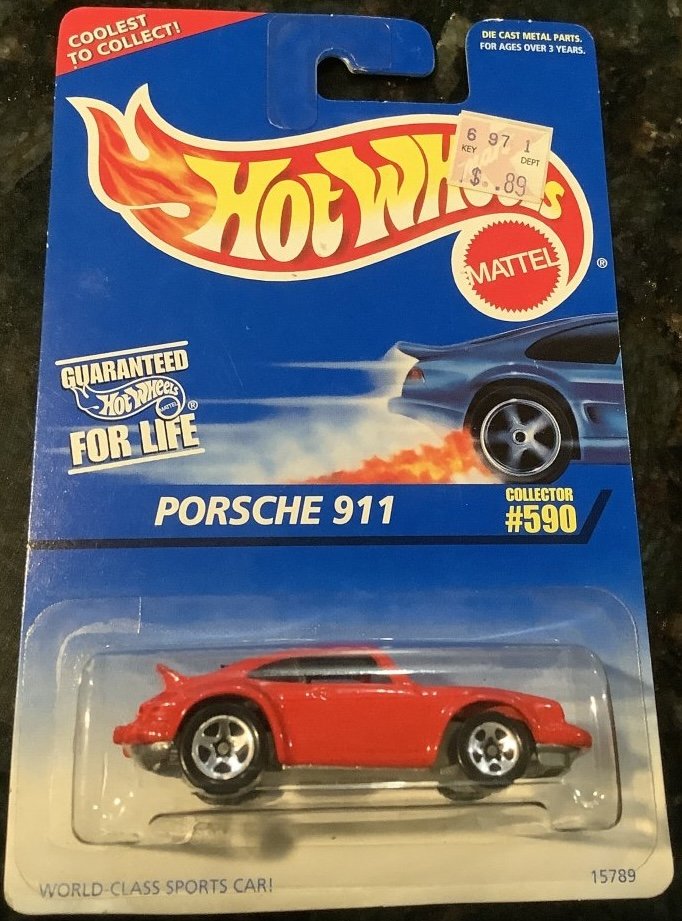 COOLEST
TO COLLECT!
DIE CAST METAL PARTS.
FOR AGES OVER 3 YEARS.
HOT WHEELS
6 97 1
KEY
DEPT
$ .89
MATTEL
®
GUARANTEED
HOT WHEELS
MATTEL
®
FOR LIFE
PORSCHE 911
COLLECTOR
#590
WORLD-CLASS SPORTS CAR!
15789